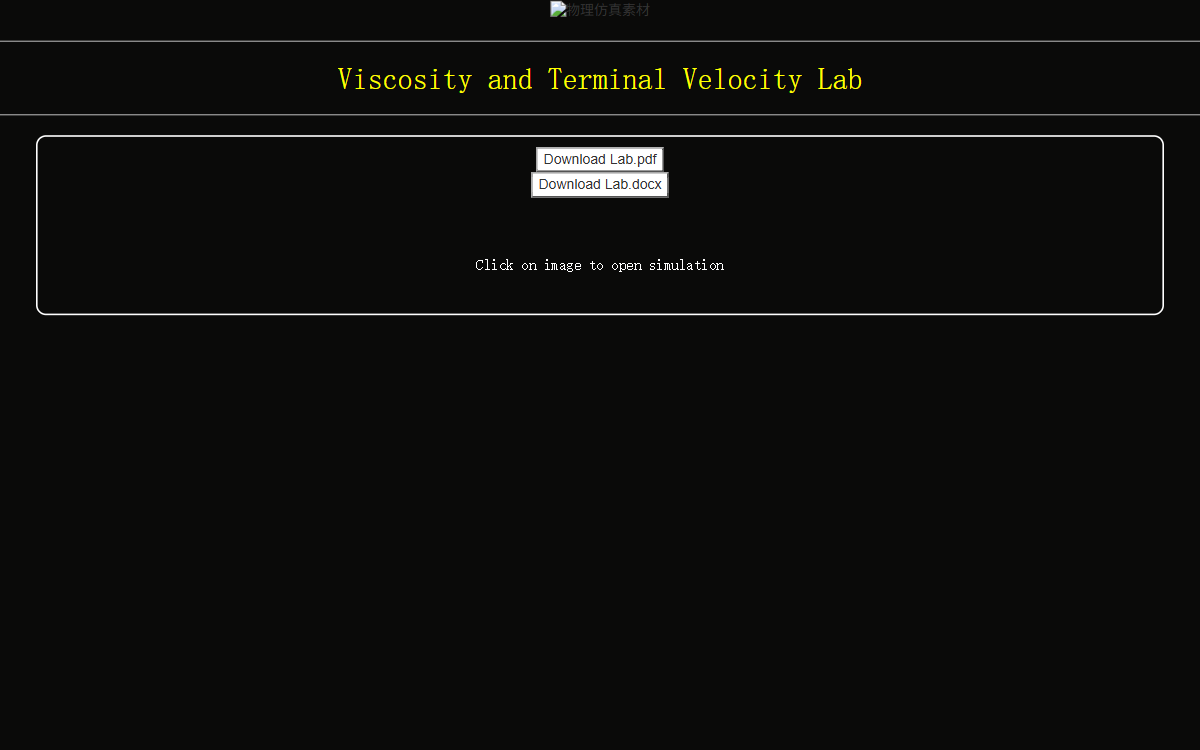 物理仿真素材
Viscosity and Terminal Velocity Lab
Download Lab.pdf
Download Lab.docx
Click on image to open simulation